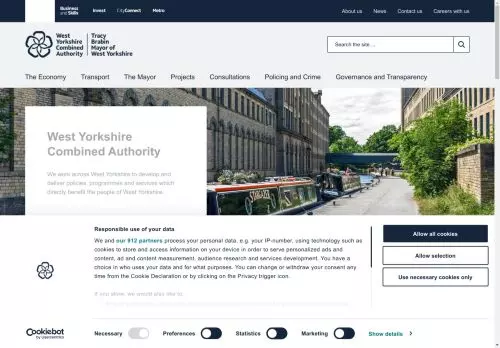 Business and Skills
Invest
CityConnect
Metro
About us
News
Contact us
Careers with us
West Yorkshire Combined Authority
Tracy Brabin Mayor of West Yorkshire
Search the site ...
The Economy
Transport
The Mayor
Projects
Consultations
Policing and Crime
Governance and Transparency
West Yorkshire
Combined Authority
We work across West Yorkshire to develop and
deliver policies, programmes and services which
directly benefit the people of West Yorkshire.
Responsible use of your data
We and our 912 partners process your personal data, e.g. your IP-number, using technology such as
cookies to store and access information on your device in order to serve personalized ads and
content, ad and content measurement, audience research and services development. You have a
choice in who uses your data and for what purposes. You can change or withdraw your consent any
time from the Cookie Declaration or by clicking on the Privacy trigger icon.
If you allow, we would also like to:
Allow all cookies
Allow selection
Use necessary cookies only
Cookiebot
by Usercentrics
Necessary
Preferences
Statistics
Marketing
Show details